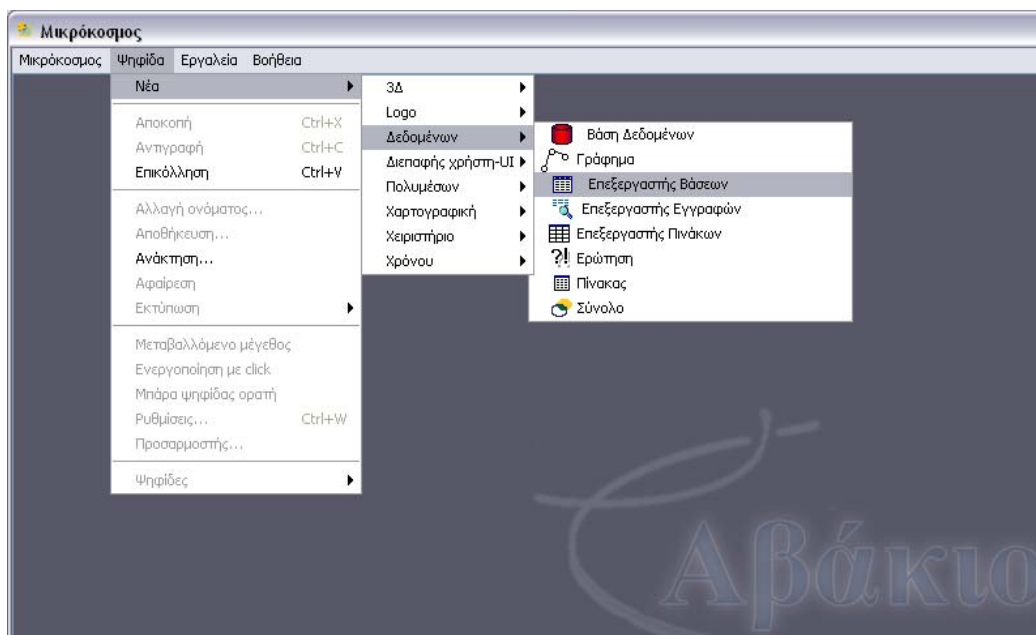 Μικρόκοσμος
Μικρόκοσμος Ψηφίδα Εργαλεία Βοήθεια
Νέα
Αποκοπή Ctrl+X
Αντιγραφή Ctrl+C
Επικόλληση Ctrl+V
Αλλαγή ονόματος...
Αποθήκευση...
Ανάκτηση...
Αφαίρεση
Εκτύπωση
Μεταβαλλόμενο μέγεθος
Ενεργοποίηση με click
Μπάρα ψηφίδας ορατή
Ρυθμίσεις... Ctrl+W
Προσαρμοστής...
Ψηφίδες
3Δ
Logo
Δεδομένων
Διεπαφής χρήστη-UI
Πολυμέσων
Χαρτογραφική
Χειριστήριο
Χρόνου
Βάση Δεδομένων
Γράφημα
Επεξεργαστής Βάσεων
Επεξεργαστής Εγγραφών
Επεξεργαστής Πινάκων
?! Ερώτηση
Πίνακας
Σύνολο
Αβάκιο